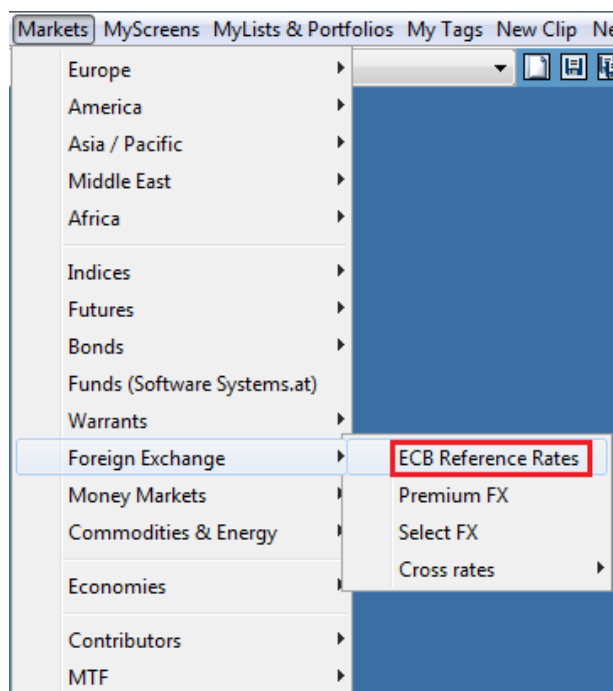 Markets MyScreens MyLists & Portfolios My Tags New Clip Ne
Europe
America
Asia / Pacific
Middle East
Africa
Indices
Futures
Bonds
Funds (Software Systems.at)
Warrants
Foreign Exchange
ECB Reference Rates
Money Markets
Premium FX
Commodities & Energy
Select FX
Cross rates
Economies
Contributors
MTF